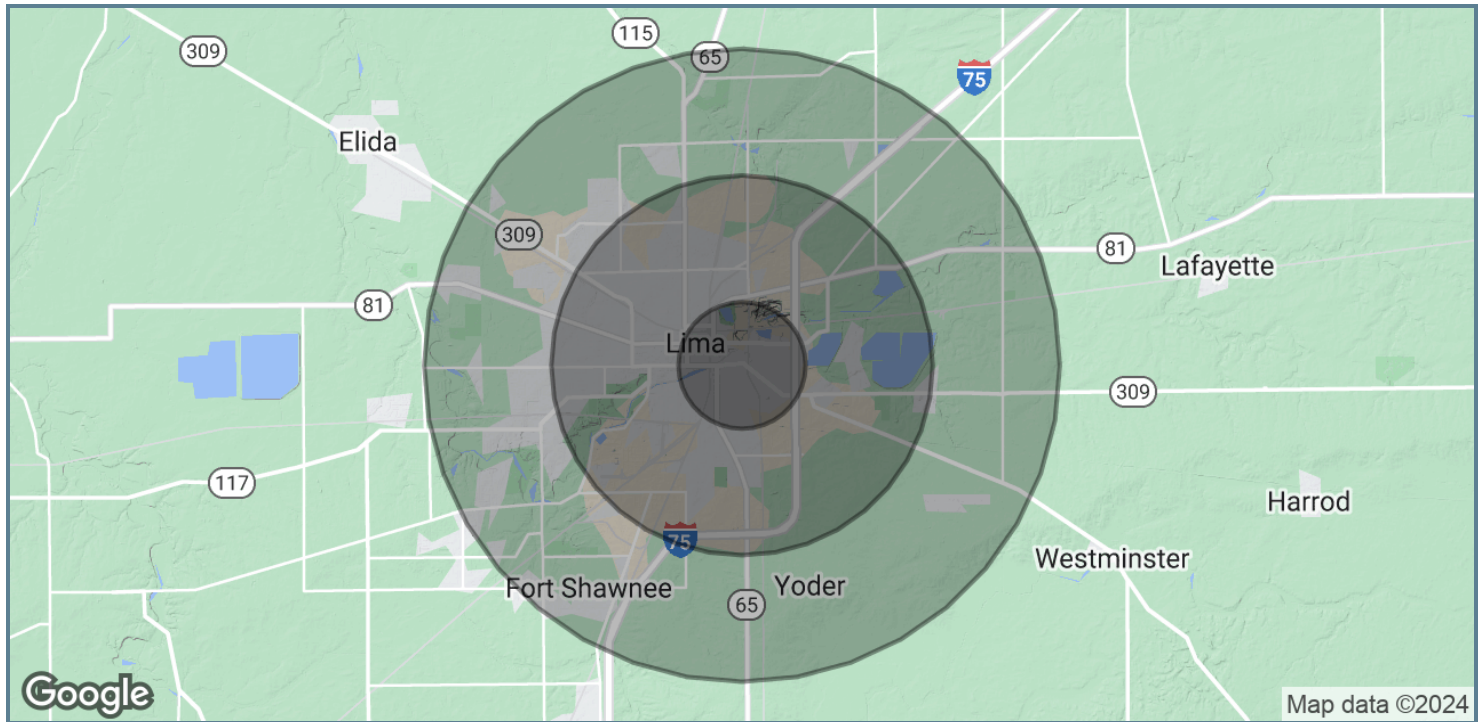 115
309
65
75
Elida
309
81
Lafayette
81
Lima
309
117
Harrod
75
Westminster
Fort Shawnee
Yoder
65
Google
Map data ©2024